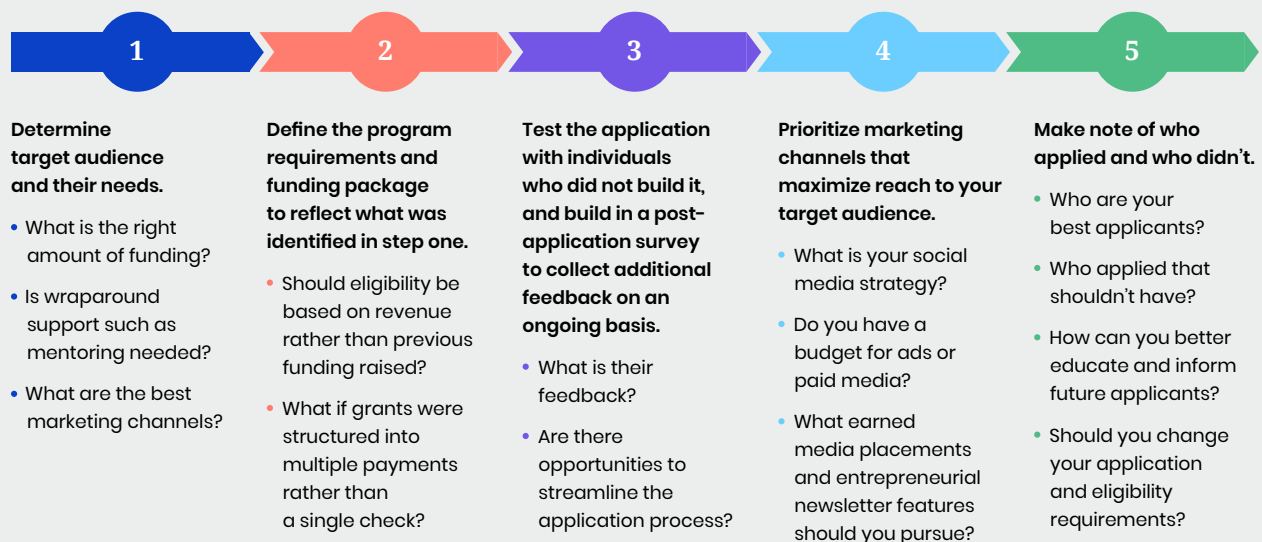 1
2
3
4
5
Determine
target audience
and their needs.
• What is the right
amount of funding?
• Is wraparound
support such as
mentoring needed?
• What are the best
marketing channels?
Define the program
requirements and
funding package
to reflect what was
identified in step one.
• Should eligibility be
based on revenue
rather than previous
funding raised?
• What if grants were
structured into
multiple payments
rather than
a single check?
Test the application
with individuals
who did not build it,
and build in a post-
application survey
to collect additional
feedback on an
ongoing basis.
• What is their
feedback?
• Are there
opportunities to
streamline the
application process?
Prioritize marketing
channels that
maximize reach to your
target audience.
• What is your social
media strategy?
• Do you have a
budget for ads or
paid media?
• What earned
media placements
and entrepreneurial
newsletter features
should you pursue?
Make note of who
applied and who didn’t.
• Who are your
best applicants?
• Who applied that
shouldn’t have?
• How can you better
educate and inform
future applicants?
• Should you change
your application
and eligibility
requirements?